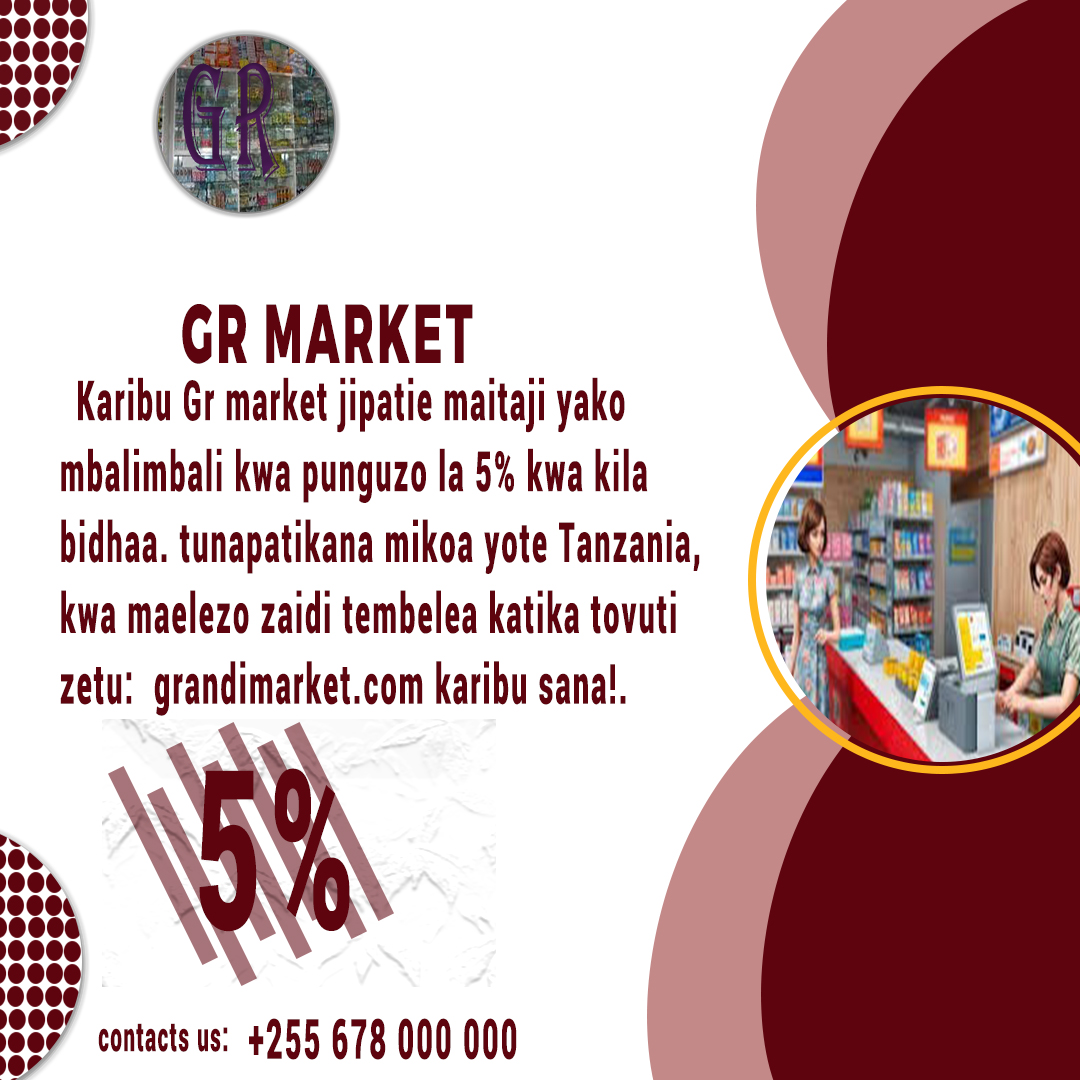 GR
GR MARKET
Karibu Gr market jipatie maitaji yako
mbalimbali kwa punguzo la 5% kwa kila
bidhaa. tunapatikana mikoa yote Tanzania,
kwa maelezo zaidi tembelea katika tovuti
zetu: grandimarket.com karibu sana!.
5%
contacts us: +255 678 000 000